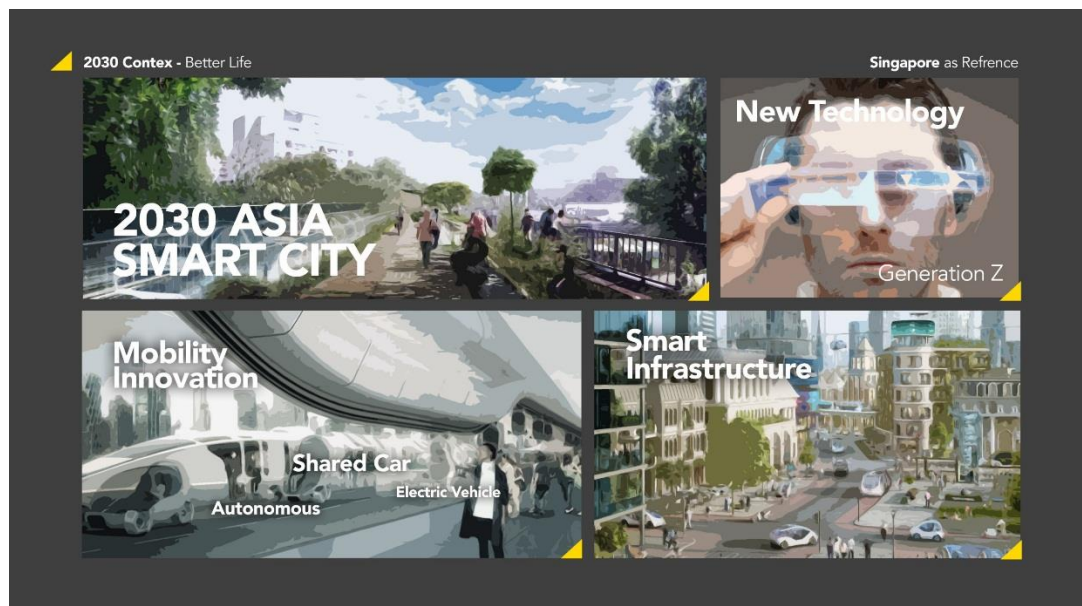 2030 Contex - Better Life
Singapore as Refrence
2030 ASIA
SMART CITY
New Technology
Generation Z
Mobility
Innovation
Shared Car
Electric Vehicle
Autonomous
Smart
Infrastructure